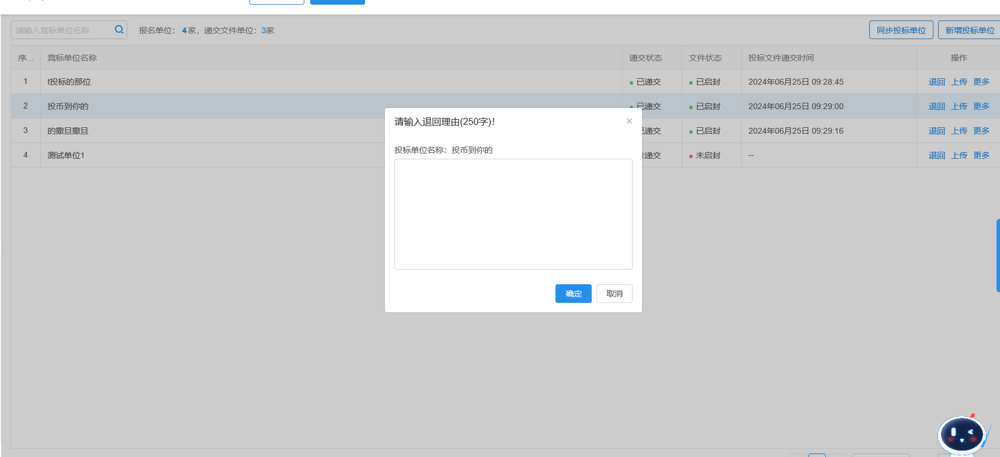 请输入竞标单位名称 报名单位： 4家，递交文件单位：3家 同步投标单位 新增投标单位
序... 竞标单位名称 递交状态 文件状态 投标文件递交时间 操作
1 t投标的那位 已递交 已启封 2024年06月25日 09:28:45 退回 上传 更多
2 投币到你的 已递交 已启封 2024年06月25日 09:29:00 退回 上传 更多
3 的撒旦撒旦 已递交 已启封 2024年06月25日 09:29:16 退回 上传 更多
4 测试单位1 未递交 未启封 -- 退回 上传 更多
请输入退回理由(250字)！ ×
投标单位名称：投币到你的
确定 取消